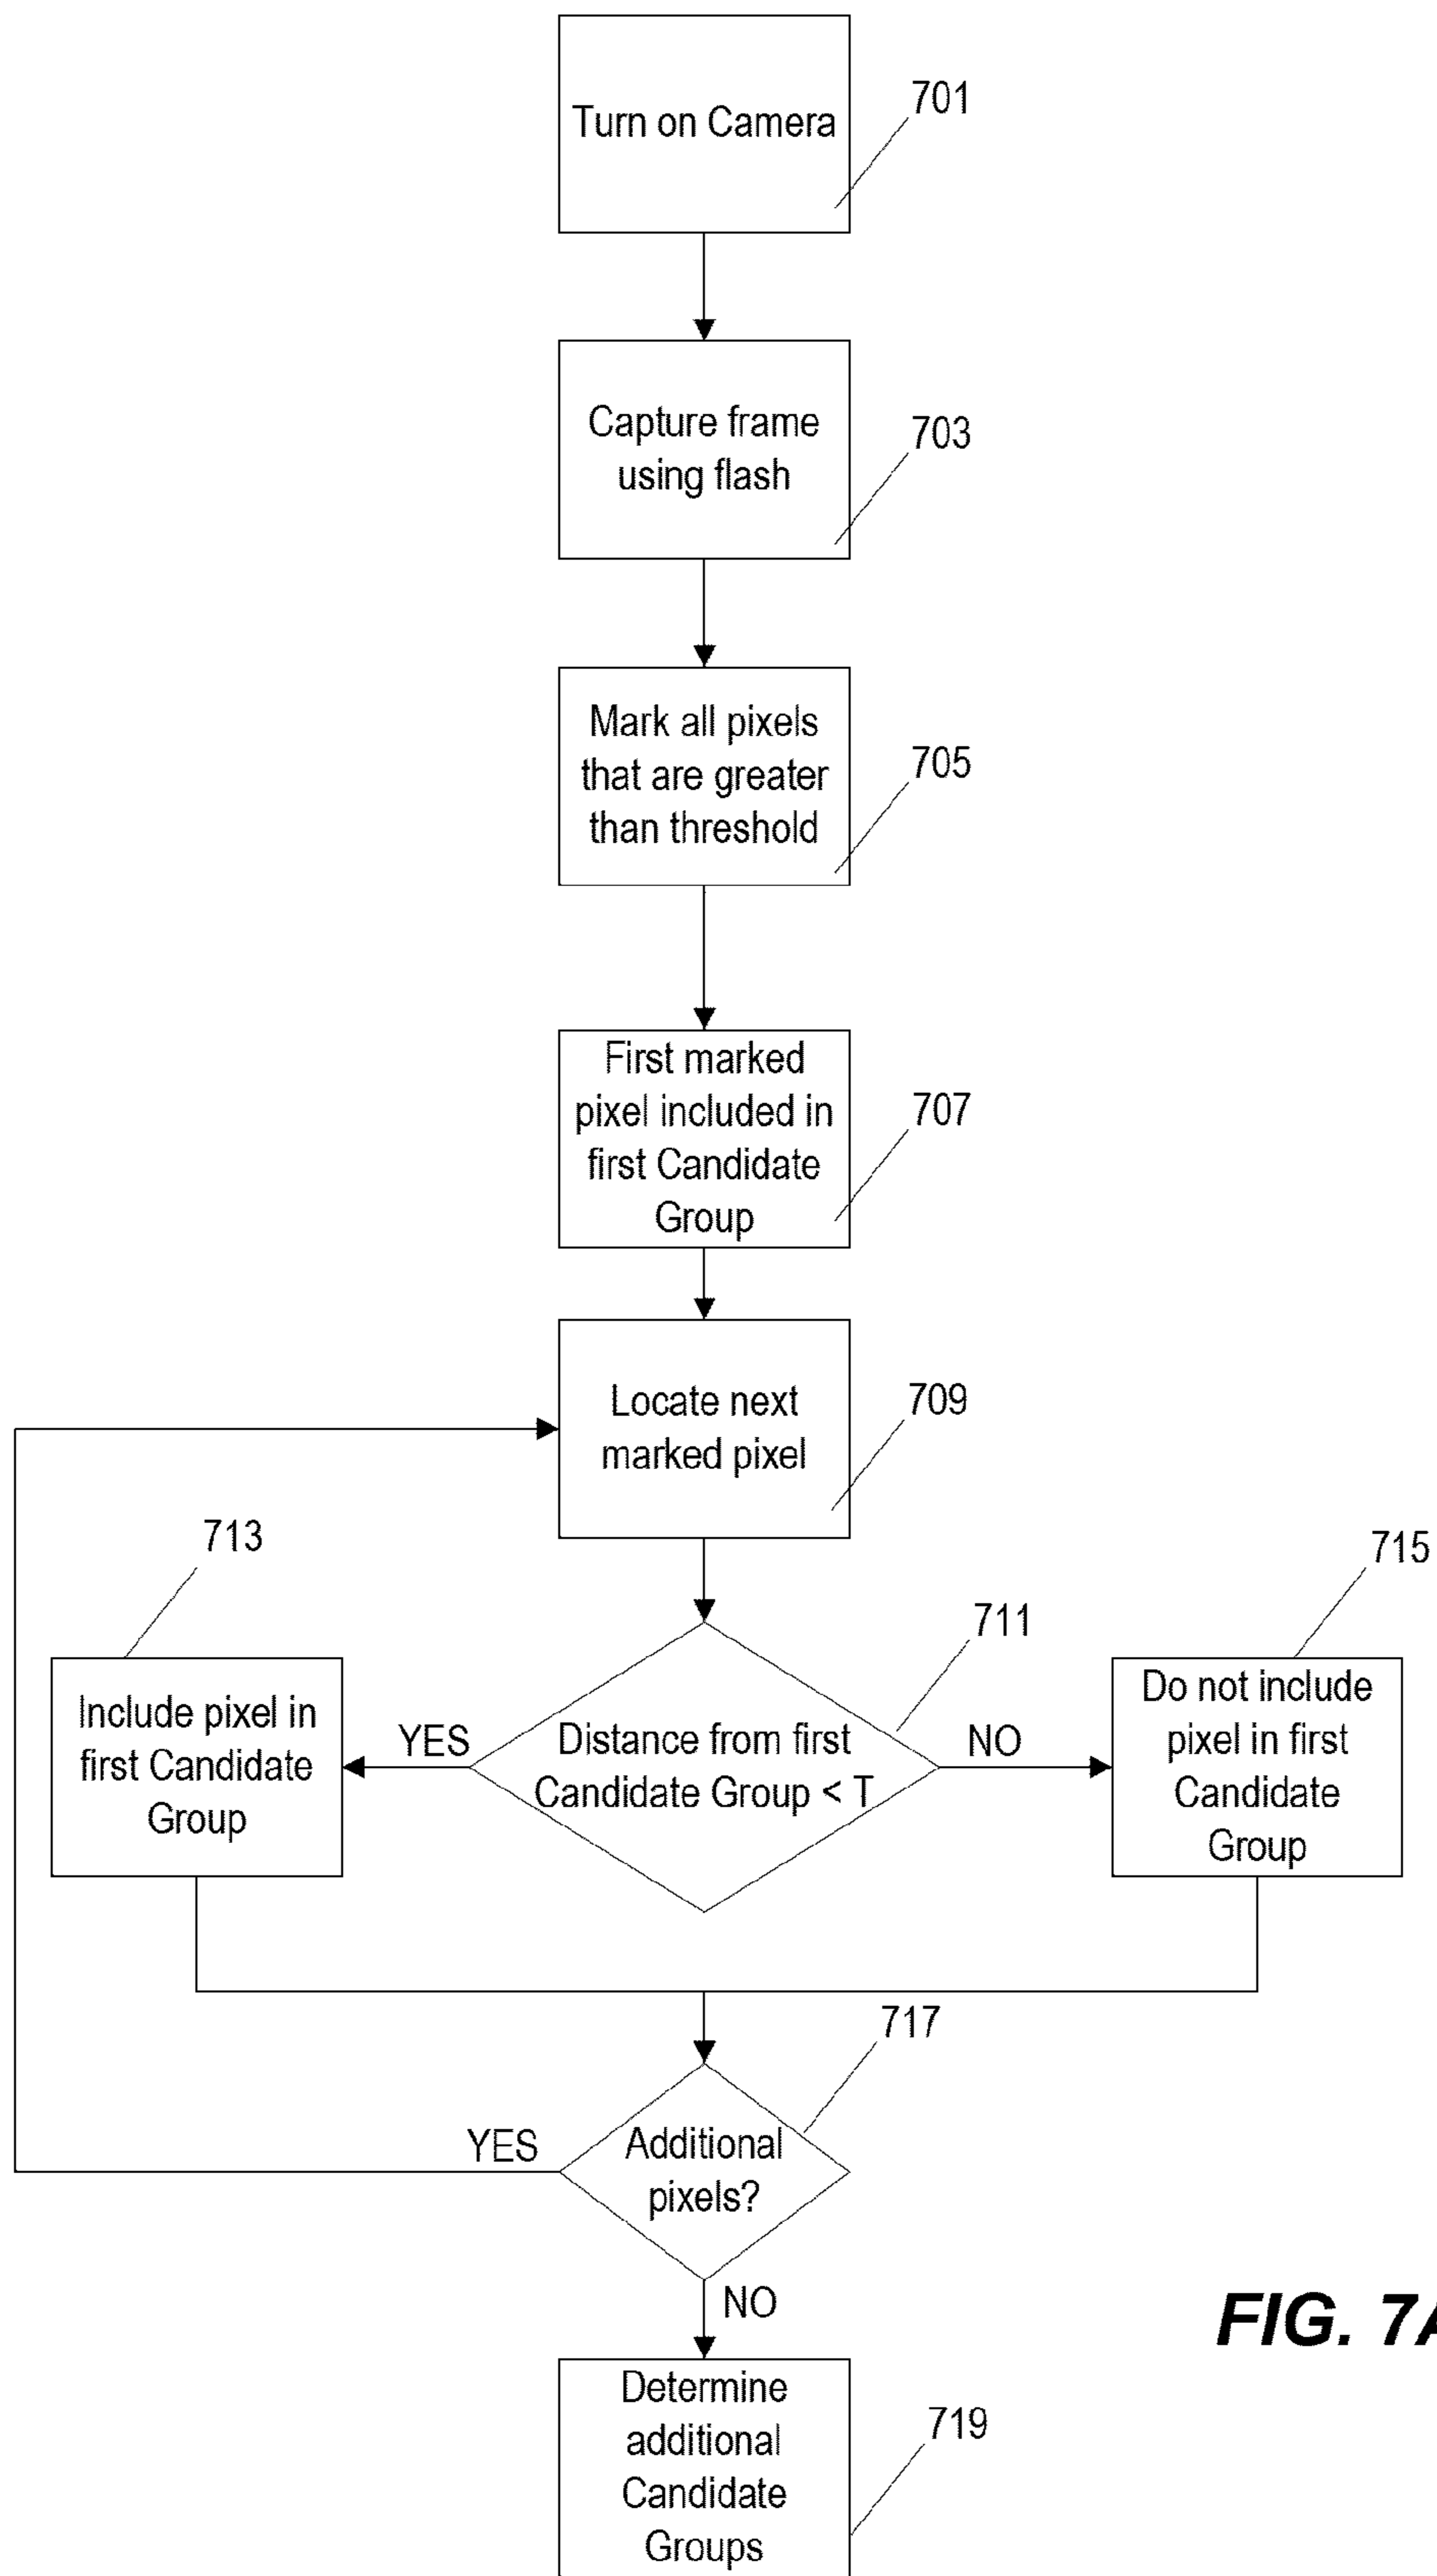 Turn on Camera
701
Capture frame
using flash
703
Mark all pixels
that are greater
than threshold
705
First marked
pixel included in
first Candidate
Group
707
Locate next
marked pixel
709
713
Include pixel in
first Candidate
Group
YES
Distance from first
Candidate Group < T
711
NO
715
Do not include
pixel in first
Candidate
Group
717
Additional
pixels?
YES
NO
Determine
additional
Candidate
Groups
719
FIG. 7A